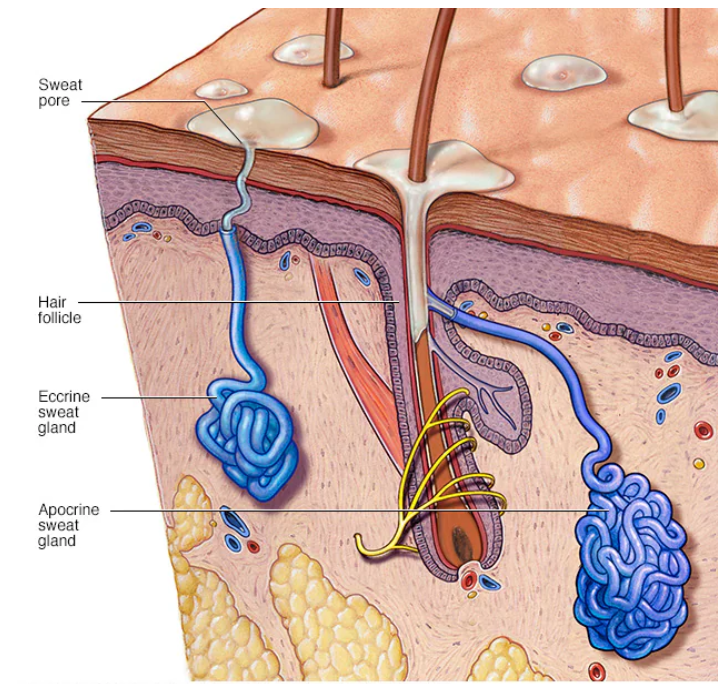 Sweat
pore
Hair
follicle
Eccrine
sweat
gland
Apocrine
sweat
gland